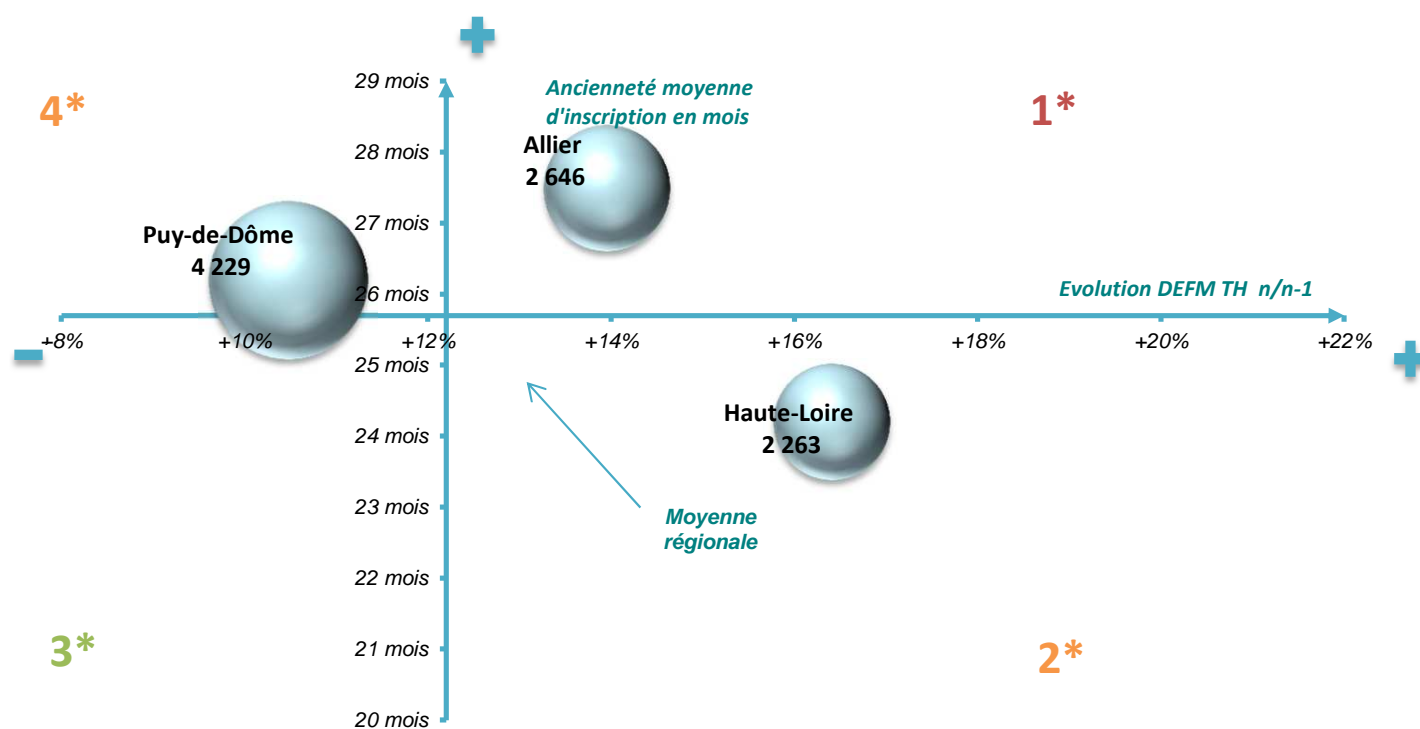 29 mois
Ancienneté moyenne
d'inscription en mois
4*
1*
28 mois
Allier
2 646
27 mois
Puy-de-Dôme
4 229
26 mois
Evolution DEFM TH n/n-1
+8%
+10%
+12%
+14%
+16%
+18%
+20%
+22%
25 mois
Haute-Loire
2 263
24 mois
23 mois
Moyenne
régionale
22 mois
21 mois
3*
2*
20 mois